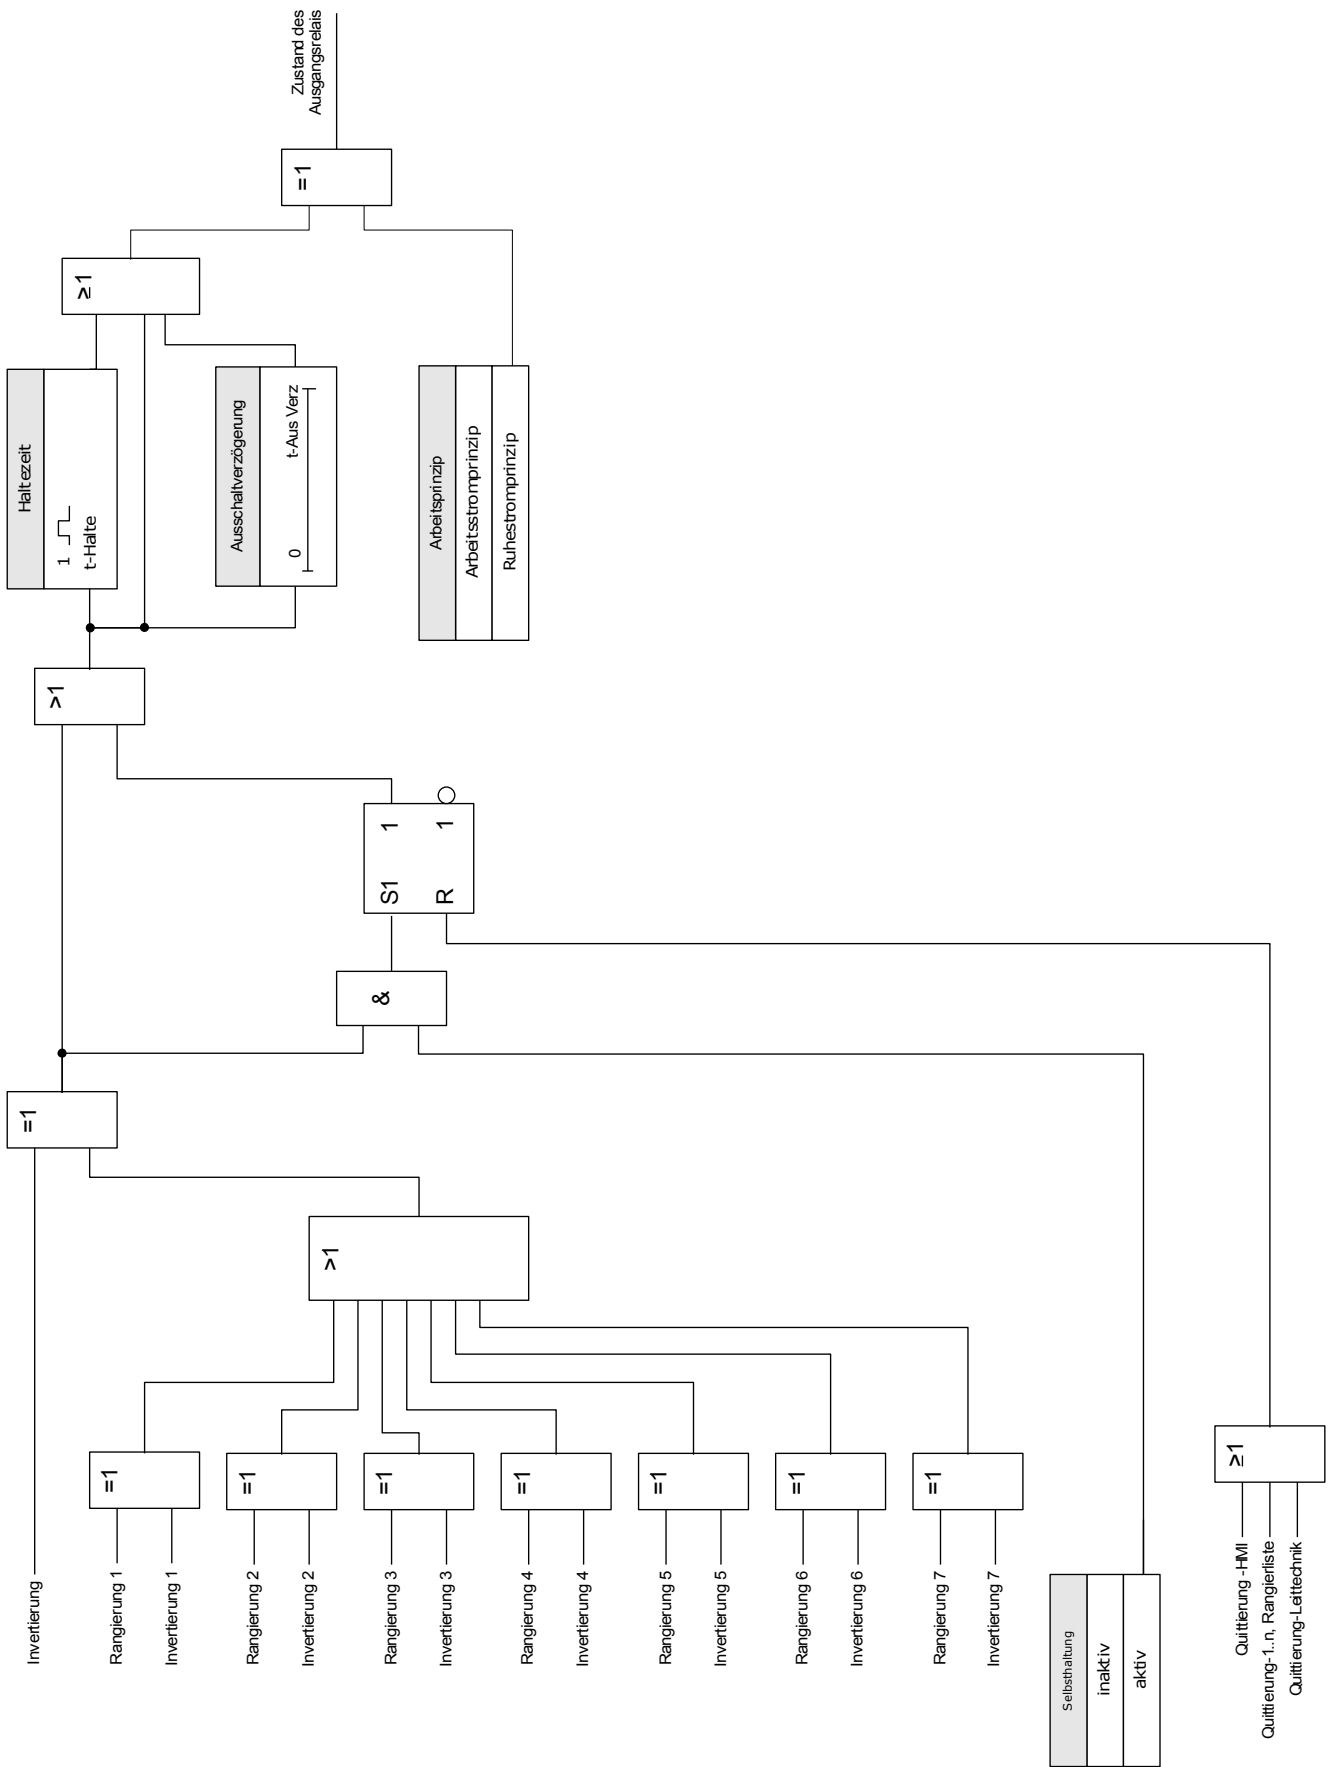 Invertierung
Rangierung 1
Invertierung 1
Rangierung 2
Invertierung 2
Rangierung 3
Invertierung 3
Rangierung 4
Invertierung 4
Rangierung 5
Invertierung 5
Rangierung 6
Invertierung 6
Rangierung 7
Invertierung 7
Selbsthaltung
inaktiv
aktiv
Quittierung -HMI
Quittierung-1..n, Rangierliste
Quittierung-Leittechnik
=1
=1
=1
=1
=1
=1
=1
≥1
>1
=1
&
S1 1
R 1
>1
Haltezeit
1
t-Halte
Ausschaltverzögerung
0 t-Aus Verz
Arbeitsprinzip
Arbeitsstromprinzip
Ruhestromprinzip
≥1
=1
Zustand des
Ausgangsrelais